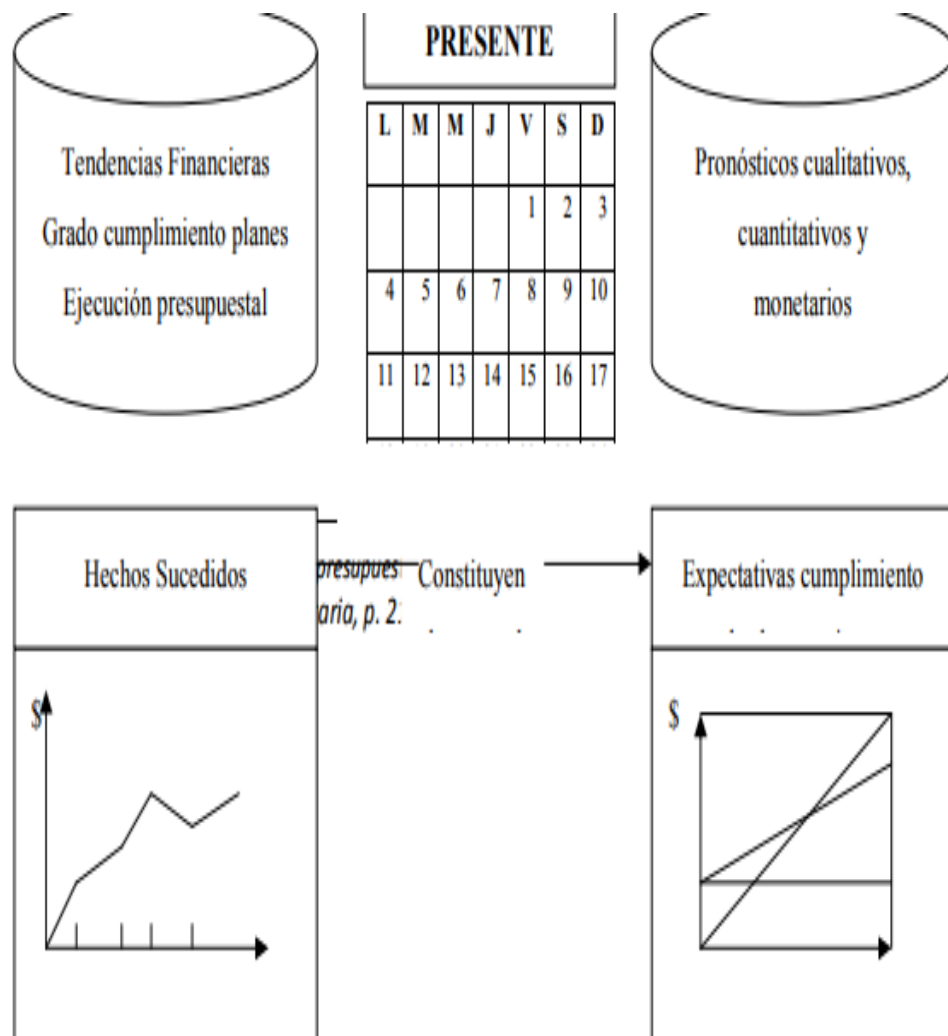 PRESENTE
Tendencias Financieras
Grado cumplimiento planes
Ejecución presupuestal
L M M J V S D
1 2 3
4 5 6 7 8 9 10
11 12 13 14 15 16 17
Pronósticos cualitativos,
cuantitativos y
monetarios
Hechos Sucedidos
Constituyen
p. 2
Expectativas cumplimiento
$
$